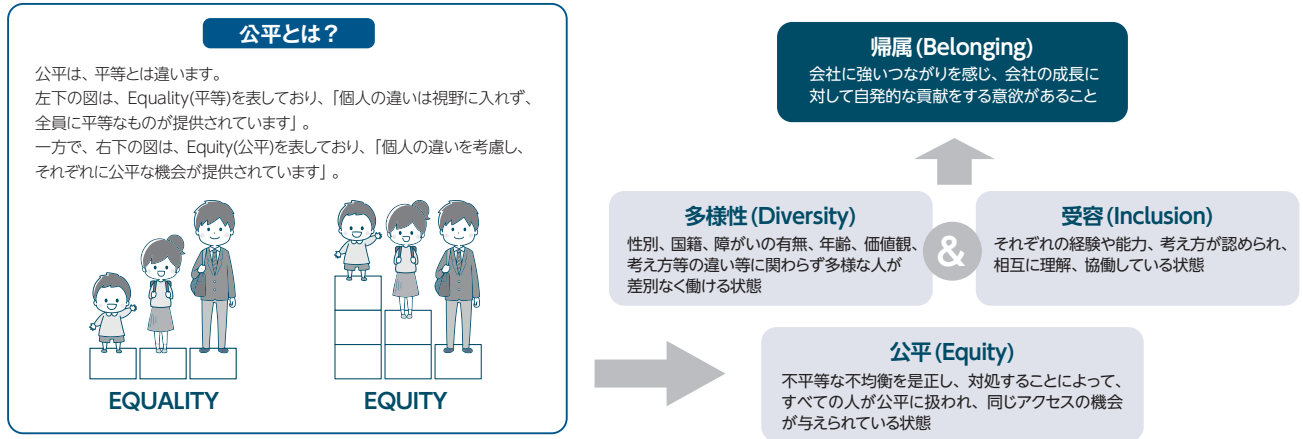 公平とは？
公平は、平等とは違います。
左下の図は、Equality(平等)を表しており、「個人の違いは視野に入れず、
全員に平等なものが提供されています」。
一方で、右下の図は、Equity(公平)を表しており、「個人の違いを考慮し、
それぞれに公平な機会が提供されています」。
EQUALITY
EQUITY
帰属(Belonging)
会社に強いつながりを感じ、会社の成長に
対して自発的な貢献をする意欲があること
多様性(Diversity)
性別、国籍、障がいの有無、年齢、価値観、
考え方等の違い等に関わらず多様な人が
差別なく働ける状態
&
受容(Inclusion)
それぞれの経験や能力、考え方が認められ、
相互に理解、協働している状態
公平(Equity)
不平等な不均衡を是正し、対処することによって、
すべての人が公平に扱われ、同じアクセスの機会
が与えられている状態